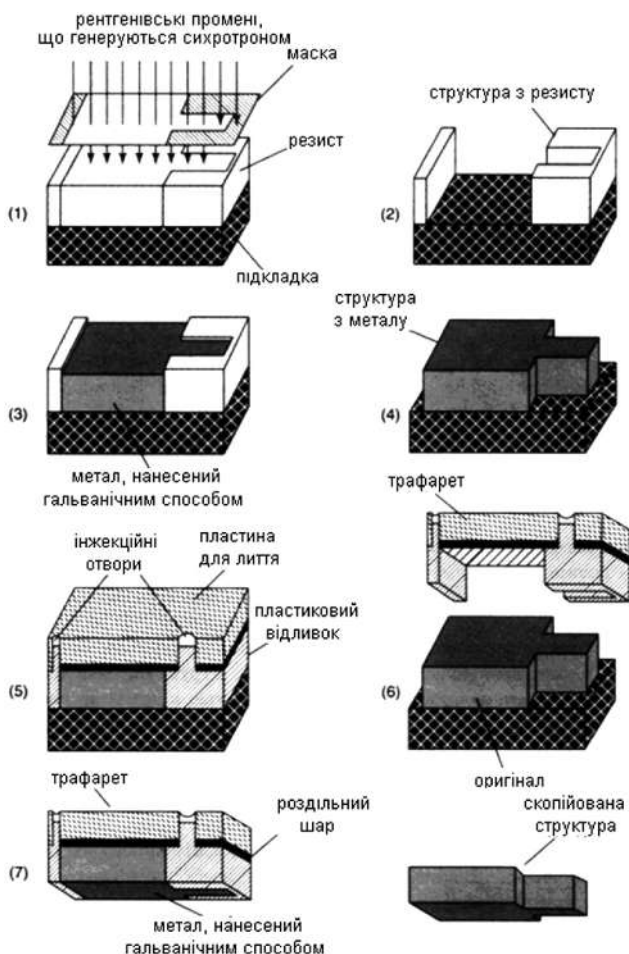 рентгенівські промені,
що генеруються сихротроном
маска
резист
(1)
підкладка
структура з резисту
(2)
(3)
метал, нанесений
гальванічним способом
структура
з металу
(4)
інжекційні
отвори
пластина
для лиття
пластиковий
відливок
(5)
трафарет
(6)
оригінал
трафарет
роздільний
шар
(7)
метал, нанесений
гальванічним способом
скопійована
структура